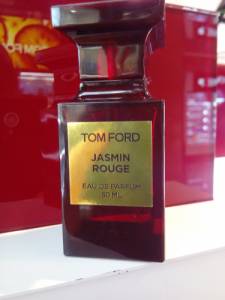 TOM FORD
JASMIN
ROUGE
EAU DE PARFUM
50 ML